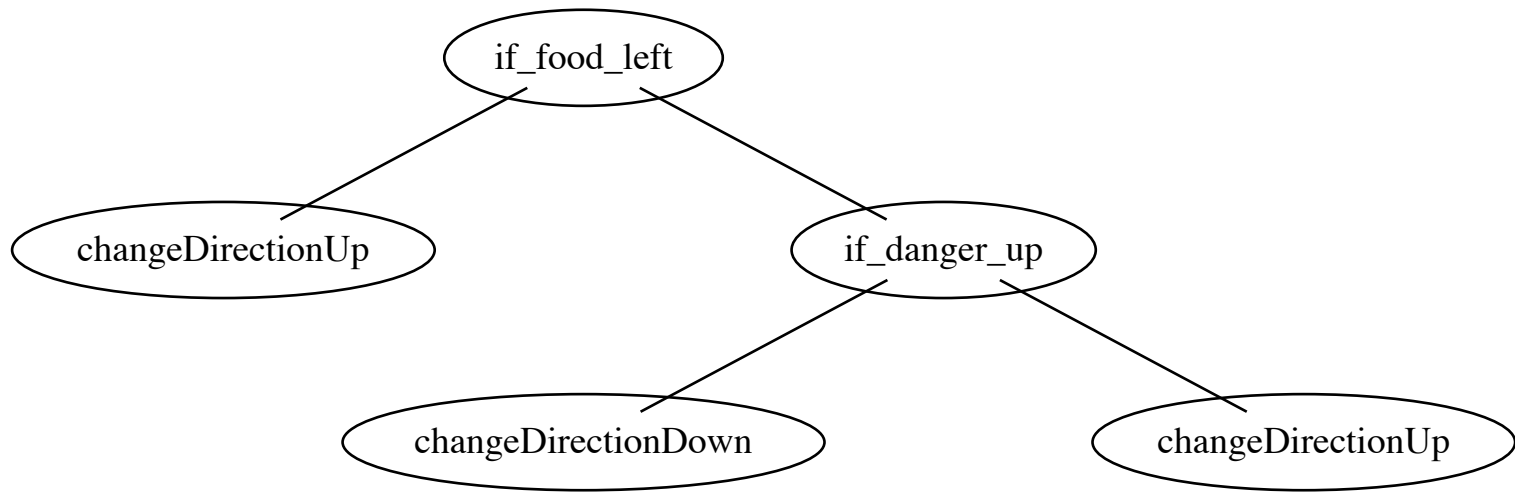 if_food_left
changeDirectionUp
if_danger_up
changeDirectionDown
changeDirectionUp